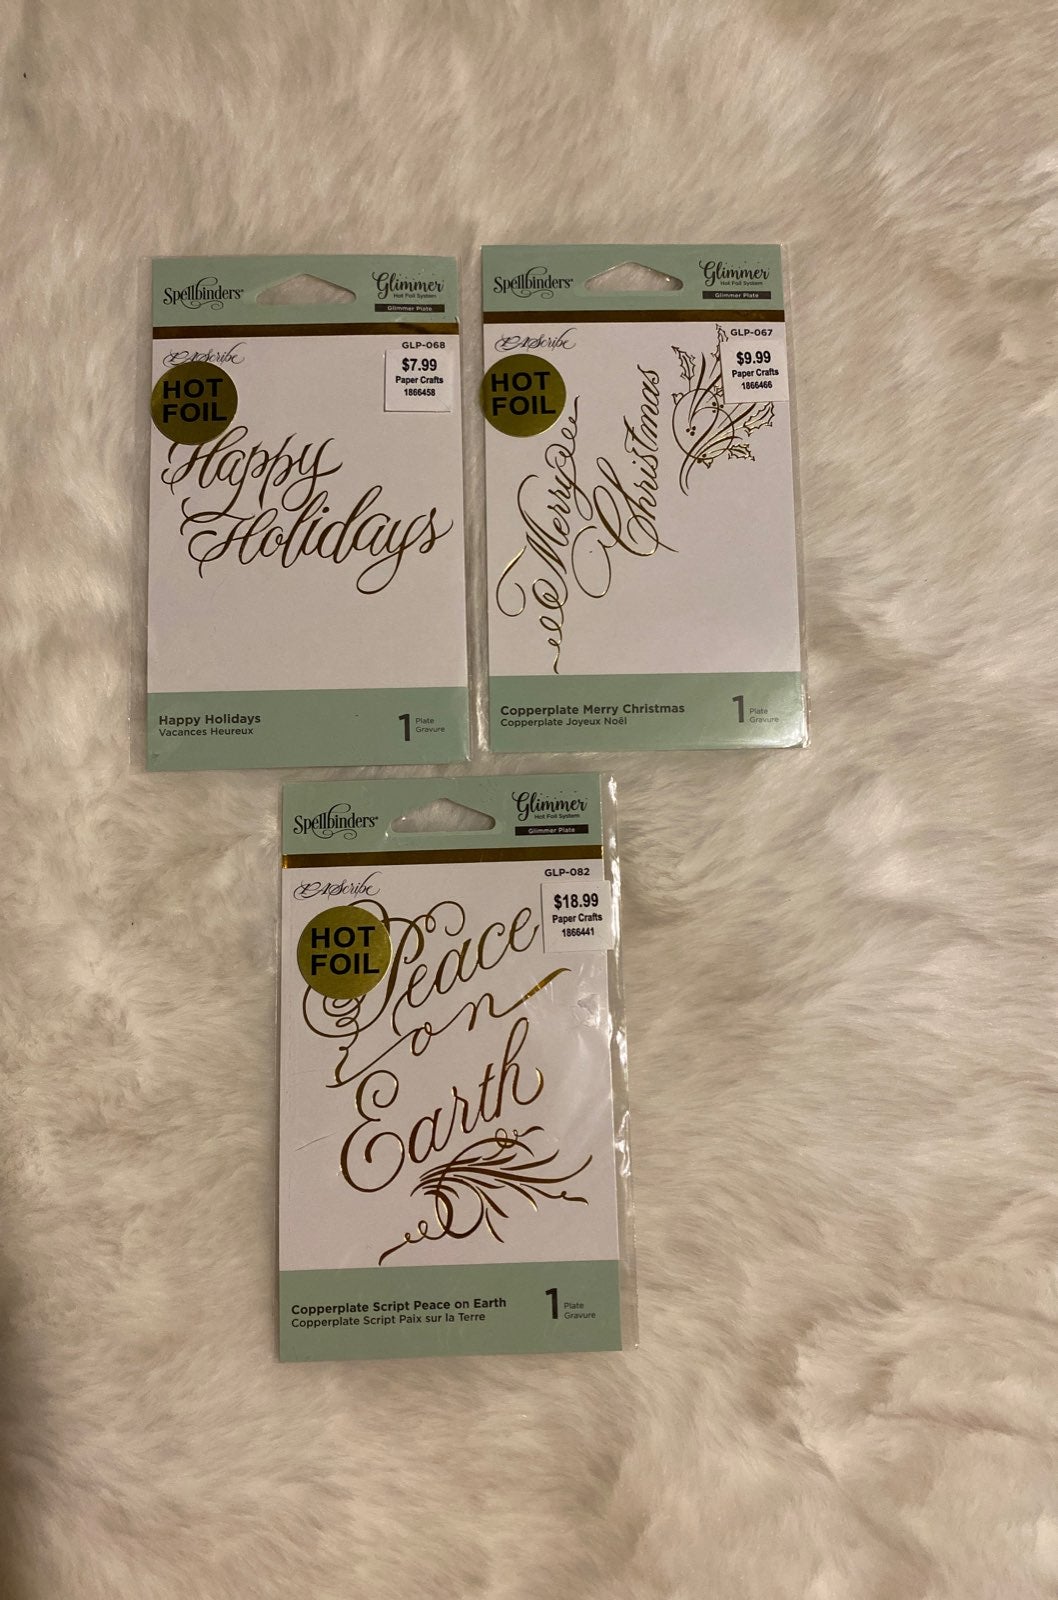 Spellbinders®
Glimmer
Hot Foil System
Glimmer Plate
GLP-068
PAScribe
HOT
FOIL
$7.99
Paper Crafts
1866458
Happy
Holidays
Happy Holidays
Vacances Heureux
1 Plate
Gravure
Spellbinders®
Glimmer
Hot Foil System
Glimmer Plate
GLP-067
PAScribe
HOT
FOIL
$9.99
Paper Crafts
1866466
Merry
Christmas
Copperplate Merry Christmas
Copperplate Joyeux Noël
1 Plate
Gravure
Spellbinders®
Glimmer
Hot Foil System
Glimmer Plate
GLP-082
PAScribe
HOT
FOIL
$18.99
Paper Crafts
1866441
Peace
on
Earth
Copperplate Script Peace on Earth
Copperplate Script Paix sur la Terre
1 Plate
Gravure